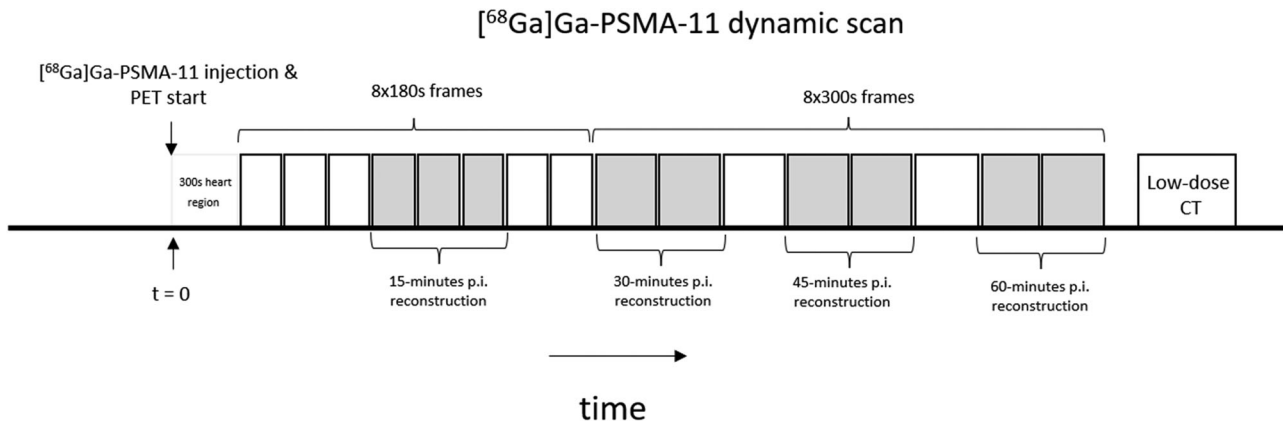 [⁶⁸Ga]Ga-PSMA-11 dynamic scan
[⁶⁸Ga]Ga-PSMA-11 injection &
PET start
8x180s frames
8x300s frames
300s heart
region
Low-dose
CT
t = 0
15-minutes p.i.
reconstruction
30-minutes p.i.
reconstruction
45-minutes p.i.
reconstruction
60-minutes p.i.
reconstruction
time